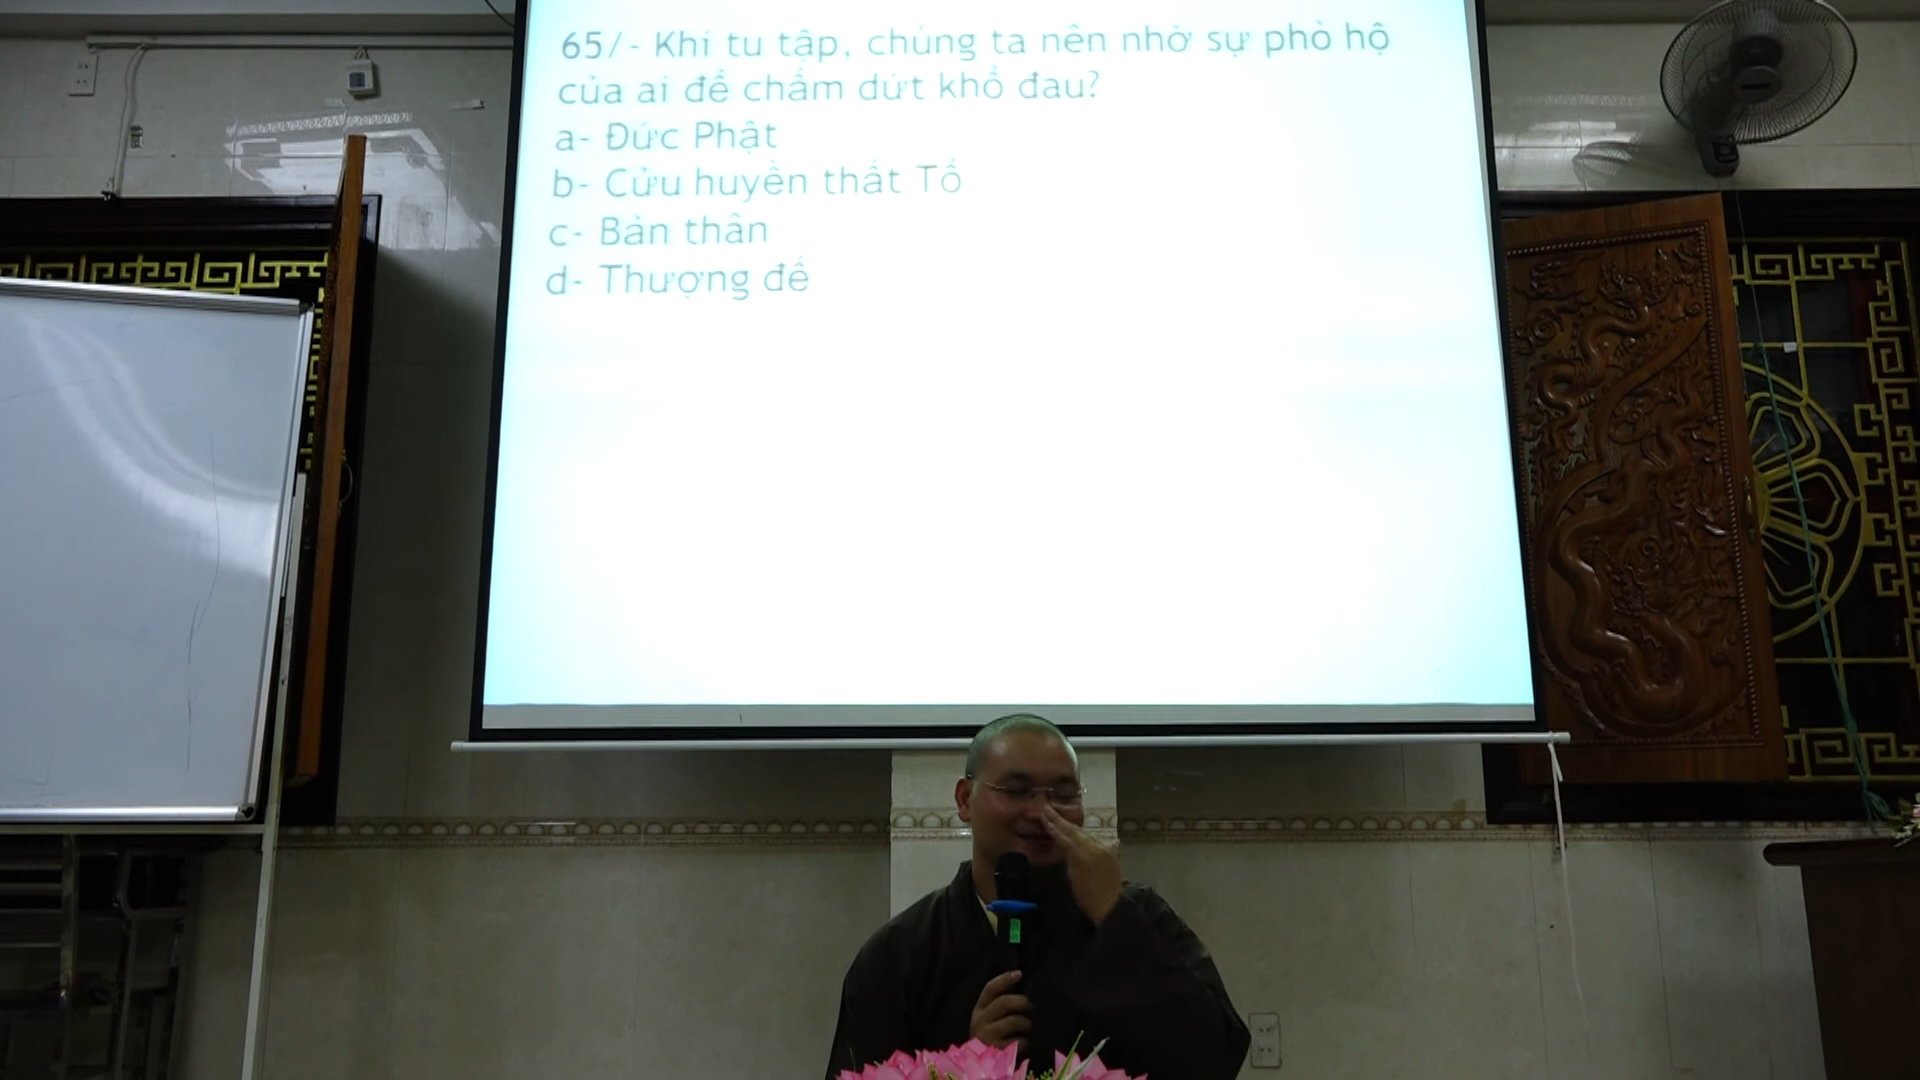 65/- Khi tu tập, chúng ta nên nhờ sự phò hộ
của ai để chấm dứt khổ đau?
a- Đức Phật
b- Cửu huyền thất Tổ
c- Bản thân
d- Thượng đế